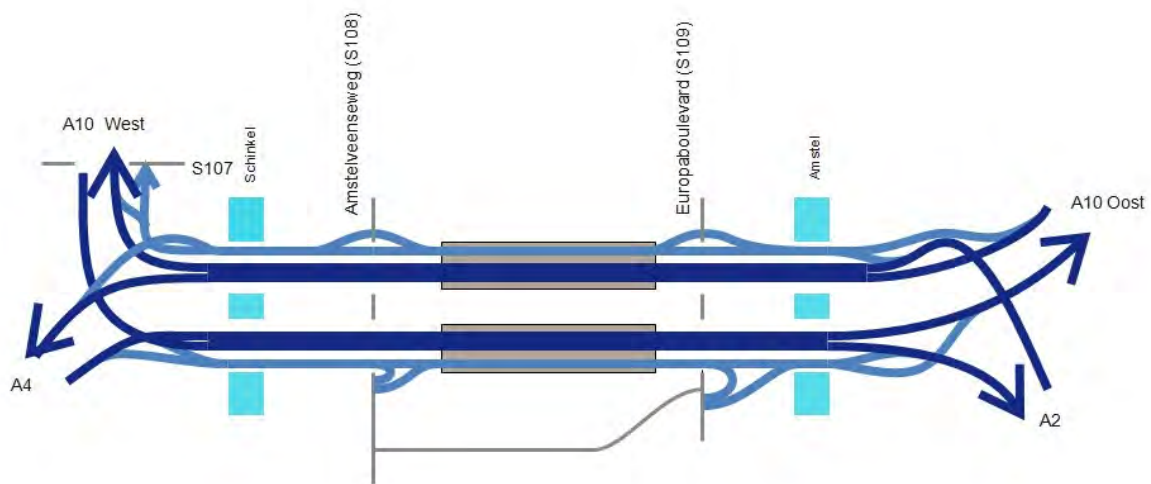 Amstelveenseweg (S108)
Europaboulevard (S109)
A10 West
S107
Schinkel
Amstel
A10 Oost
A4
A2